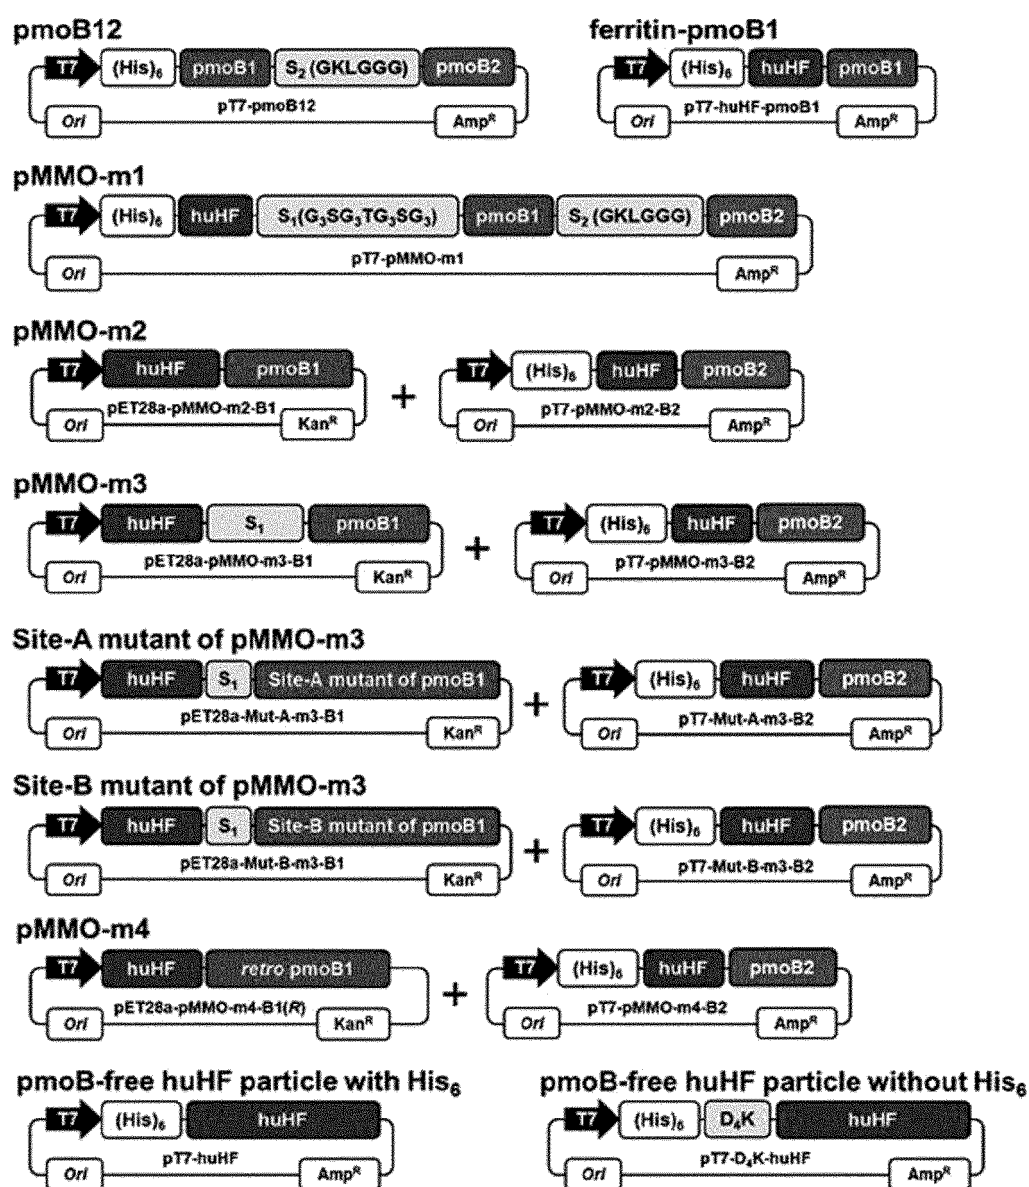 pmoB12
T7 (His)₆ pmoB1 S₂ (GKLGGG) pmoB2
pT7-pmoB12
Ori Ampᴿ
ferritin-pmoB1
T7 (His)₆ huHF pmoB1
pT7-huHF-pmoB1
Ori Ampᴿ
pMMO-m1
T7 (His)₆ huHF S₁(G₃SG₃TG₃SG₃) pmoB1 S₂ (GKLGGG) pmoB2
pT7-pMMO-m1
Ori Ampᴿ
pMMO-m2
T7 huHF pmoB1
pET28a-pMMO-m2-B1
Ori Kanᴿ
+
T7 (His)₆ huHF pmoB2
pT7-pMMO-m2-B2
Ori Ampᴿ
pMMO-m3
T7 huHF S₁ pmoB1
pET28a-pMMO-m3-B1
Ori Kanᴿ
+
T7 (His)₆ huHF pmoB2
pT7-pMMO-m3-B2
Ori Ampᴿ
Site-A mutant of pMMO-m3
T7 huHF S₁ Site-A mutant of pmoB1
pET28a-Mut-A-m3-B1
Ori Kanᴿ
+
T7 (His)₆ huHF pmoB2
pT7-Mut-A-m3-B2
Ori Ampᴿ
Site-B mutant of pMMO-m3
T7 huHF S₁ Site-B mutant of pmoB1
pET28a-Mut-B-m3-B1
Ori Kanᴿ
+
T7 (His)₆ huHF pmoB2
pT7-Mut-B-m3-B2
Ori Ampᴿ
pMMO-m4
T7 huHF retro pmoB1
pET28a-pMMO-m4-B1(R)
Ori Kanᴿ
+
T7 (His)₆ huHF pmoB2
pT7-pMMO-m4-B2
Ori Ampᴿ
pmoB-free huHF particle with His₆
T7 (His)₆ huHF
pT7-huHF
Ori Ampᴿ
pmoB-free huHF particle without His₆
T7 (His)₆ D₄K huHF
pT7-D₄K-huHF
Ori Ampᴿ